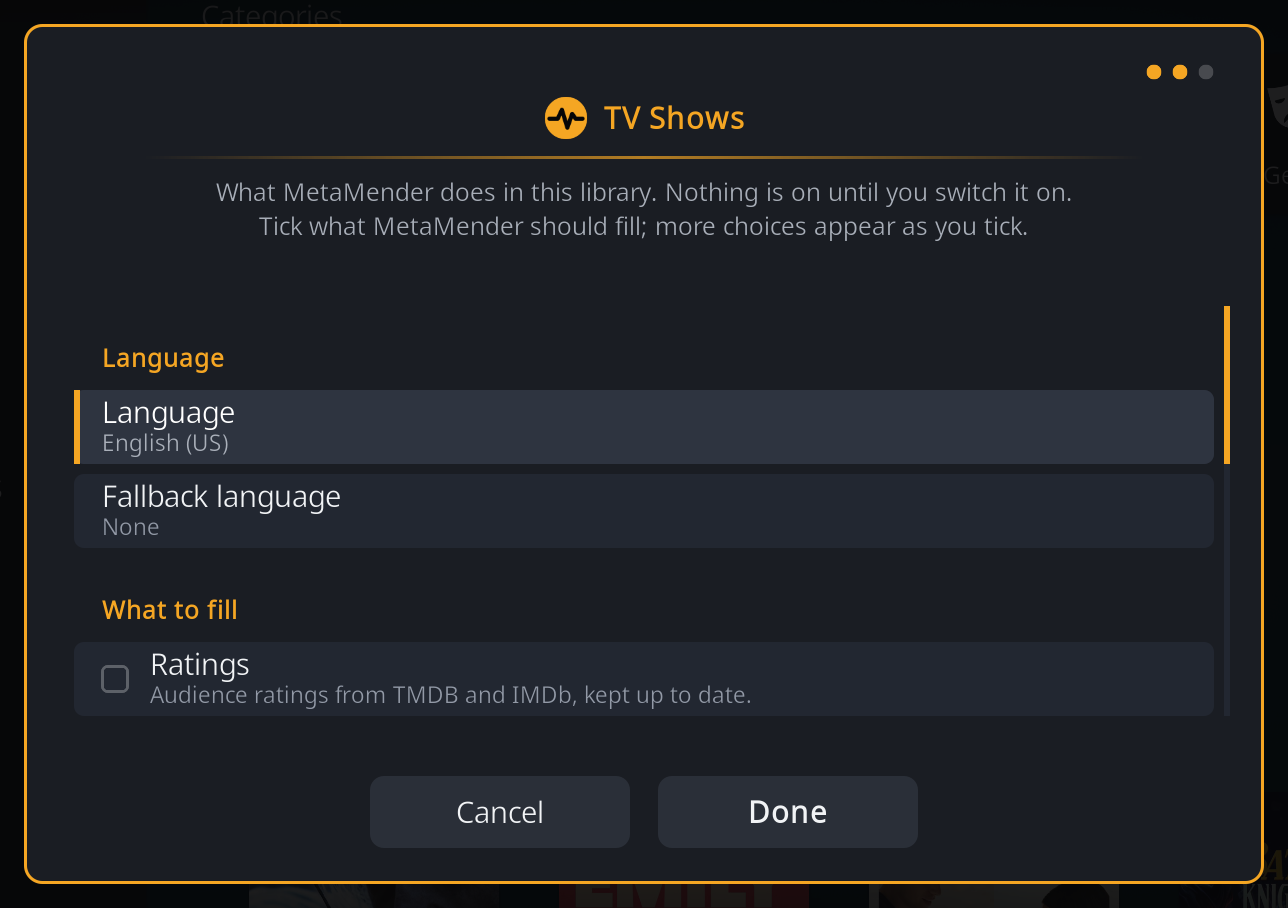 Categories
TV Shows
What MetaMender does in this library. Nothing is on until you switch it on.
Tick what MetaMender should fill; more choices appear as you tick.
Language
Language
English (US)
Fallback language
None
What to fill
Ratings
Audience ratings from TMDB and IMDb, kept up to date.
Cancel
Done